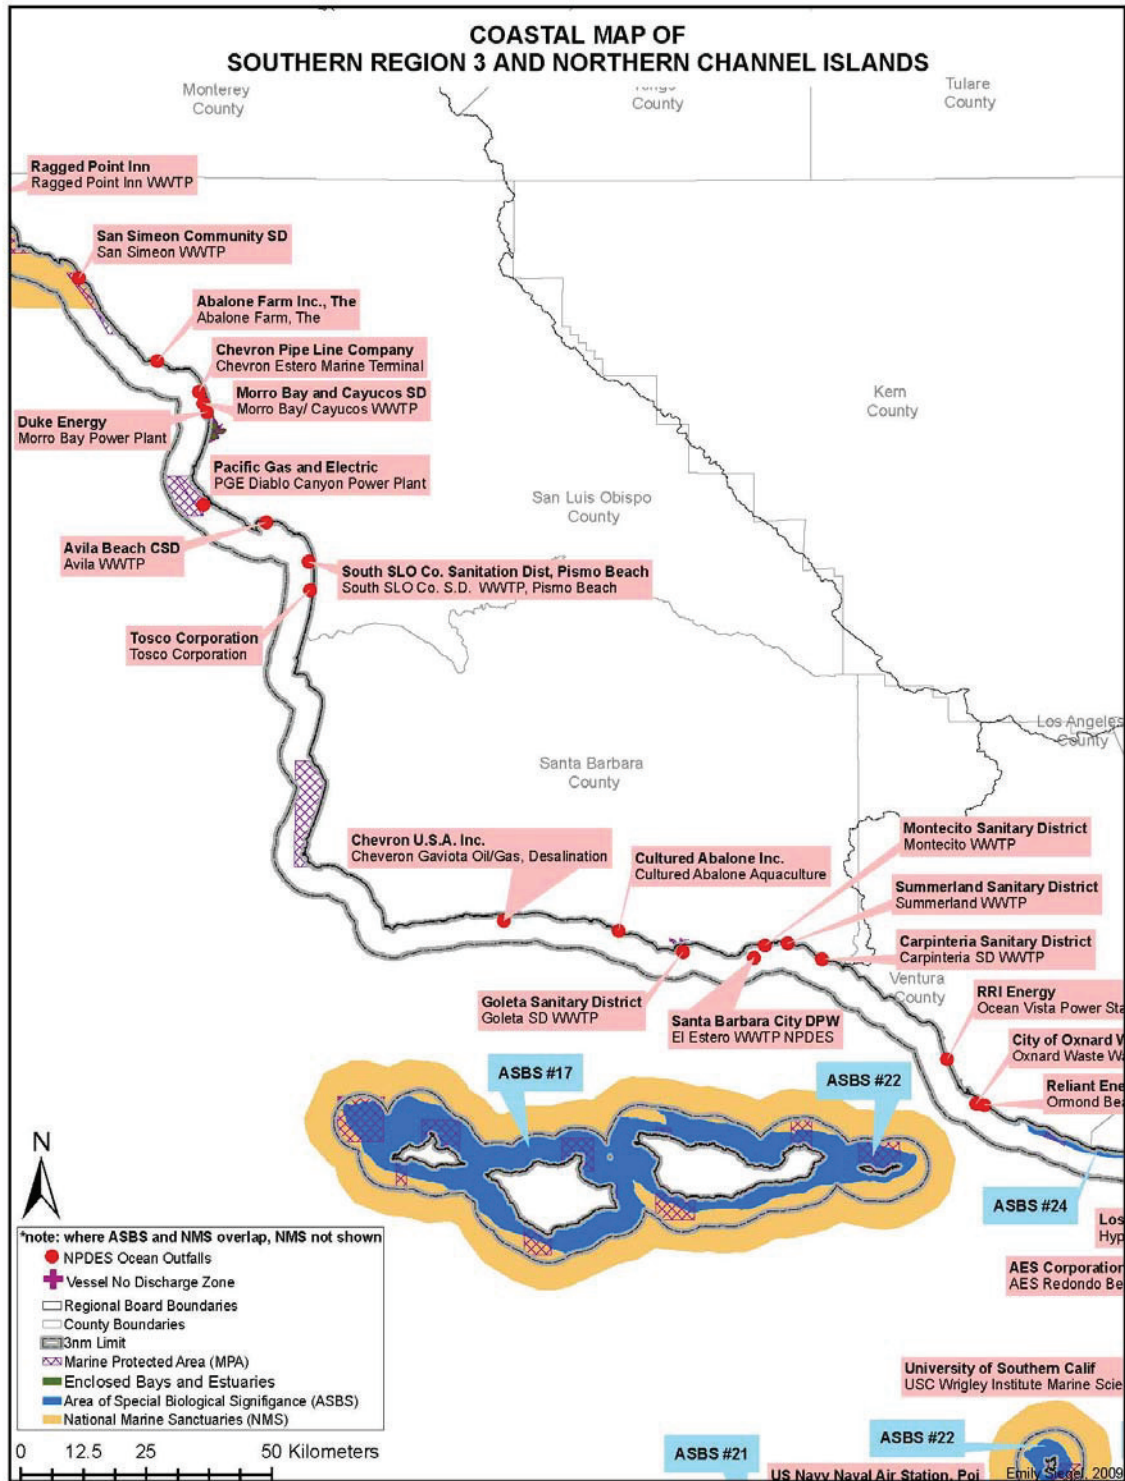 COASTAL MAP OF
SOUTHERN REGION 3 AND NORTHERN CHANNEL ISLANDS
Monterey
County
County
Tulare
County
Ragged Point Inn
Ragged Point Inn WWTP
San Simeon Community SD
San Simeon WWTP
Abalone Farm Inc., The
Abalone Farm, The
Chevron Pipe Line Company
Chevron Estero Marine Terminal
Morro Bay and Cayucos SD
Morro Bay/ Cayucos WWTP
Duke Energy
Morro Bay Power Plant
Kern
County
Pacific Gas and Electric
PGE Diablo Canyon Power Plant
San Luis Obispo
County
Avila Beach CSD
Avila WWTP
South SLO Co. Sanitation Dist, Pismo Beach
South SLO Co. S.D. WWTP, Pismo Beach
Tosco Corporation
Tosco Corporation
Los Angeles
County
Santa Barbara
County
Chevron U.S.A. Inc.
Cheveron Gaviota Oil/Gas, Desalination
Cultured Abalone Inc.
Cultured Abalone Aquaculture
Montecito Sanitary District
Montecito WWTP
Summerland Sanitary District
Summerland WWTP
Carpinteria Sanitary District
Carpinteria SD WWTP
Ventura
County
Goleta Sanitary District
Goleta SD WWTP
Santa Barbara City DPW
El Estero WWTP NPDES
RRI Energy
Ocean Vista Power Sta
City of Oxnard W
Oxnard Waste Wa
Reliant Ene
Ormond Bea
ASBS #17
ASBS #22
ASBS #24
Los
Hyp
AES Corporation
AES Redondo Be
N
*note: where ASBS and NMS overlap, NMS not shown
NPDES Ocean Outfalls
Vessel No Discharge Zone
Regional Board Boundaries
County Boundaries
3nm Limit
Marine Protected Area (MPA)
Enclosed Bays and Estuaries
Area of Special Biological Signifigance (ASBS)
National Marine Sanctuaries (NMS)
0 12.5 25 50 Kilometers
University of Southern Calif
USC Wrigley Institute Marine Scie
ASBS #22
ASBS #21
US Navy Naval Air Station, Poi
Emily Siegel, 2009